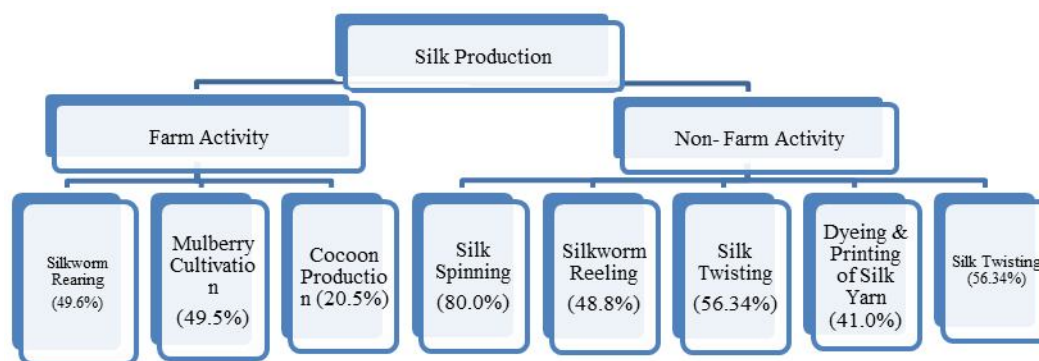 Silk Production
Farm Activity
Non- Farm Activity
Silkworm
Rearing
(49.6%)
Mulberry
Cultivatio
n
(49.5%)
Cocoon
Productio
n (20.5%)
Silk
Spinning
(80.0%)
Silkworm
Reeling
(48.8%)
Silk
Twisting
(56.34%)
Dyeing &
Printing
of Silk
Yarn
(41.0%)
Silk Twisting
(56.34%)